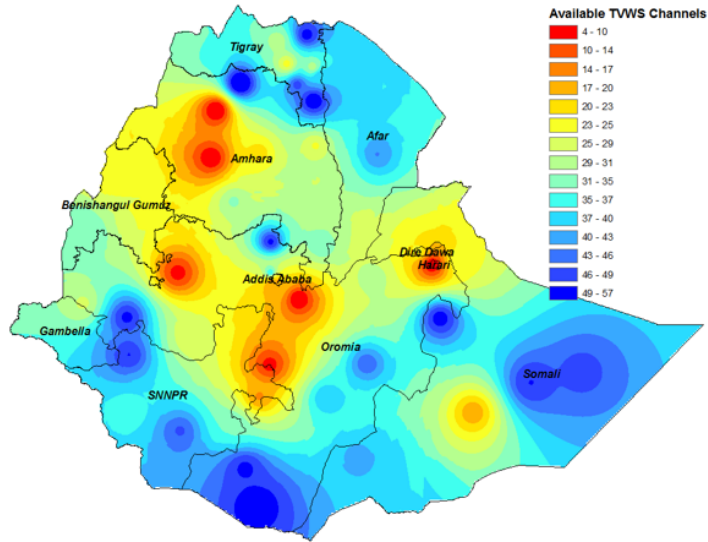 Available TVWS Channels
4 - 10
10 - 14
14 - 17
17 - 20
20 - 23
23 - 25
25 - 29
29 - 31
31 - 35
35 - 37
37 - 40
40 - 43
43 - 46
46 - 49
49 - 57
Tigray
Afar
Amhara
Benishangul Gumuz
Dire Dawa
Harari
Addis Ababa
Gambella
Oromia
Somali
SNNPR